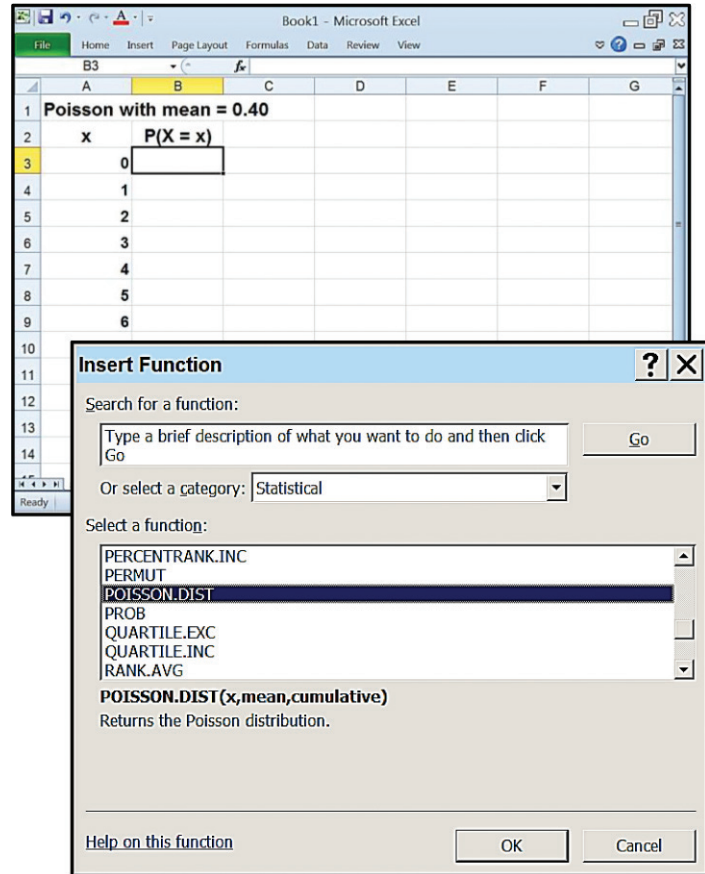 Book1 - Microsoft Excel
File Home Insert Page Layout Formulas Data Review View
B3 fx
A B C D E F G
1 Poisson with mean = 0.40
2 x P(X = x)
3 0
4 1
5 2
6 3
7 4
8 5
9 6
10
11
12
13
14
Ready
Insert Function ? X
Search for a function:
Type a brief description of what you want to do and then click
Go
Go
Or select a category: Statistical
Select a function:
PERCENTRANK.INC
PERMUT
POISSON.DIST
PROB
QUARTILE.EXC
QUARTILE.INC
RANK.AVG
POISSON.DIST(x,mean,cumulative)
Returns the Poisson distribution.
Help on this function OK Cancel